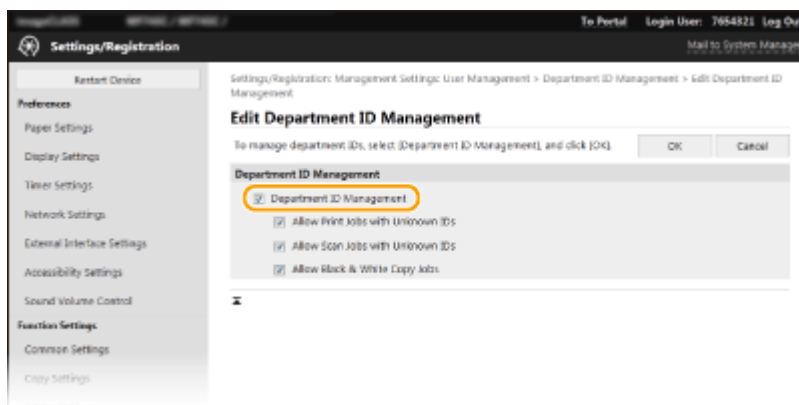 To Portal Login User: 7654321 Log Ou
Settings/Registration
Mail to System Manage
Restart Device
Preferences
Paper Settings
Display Settings
Timer Settings
Network Settings
External Interface Settings
Accessibility Settings
Sound Volume Control
Function Settings
Common Settings
Copy Settings
Settings/Registration: Management Settings: User Management > Department ID Management > Edit Department ID
Management
Edit Department ID Management
To manage department IDs, select [Department ID Management], and click [OK].
OK
Cancel
Department ID Management
Department ID Management
Allow Print Jobs with Unknown IDs
Allow Scan Jobs with Unknown IDs
Allow Black & White Copy Jobs